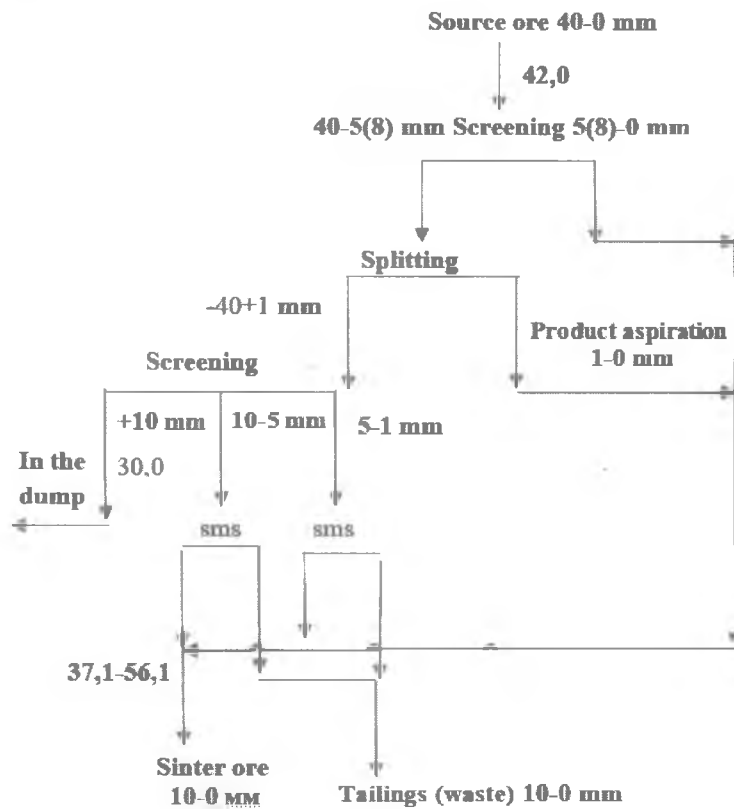 Source ore 40-0 mm
42,0
40-5(8) mm Screening 5(8)-0 mm
Splitting
-40+1 mm
Product aspiration
1-0 mm
Screening
+10 mm
10-5 mm
5-1 mm
In the
dump
30,0
sms
sms
37,1-56,1
Sinter ore
10-0 мм
Tailings (waste) 10-0 mm